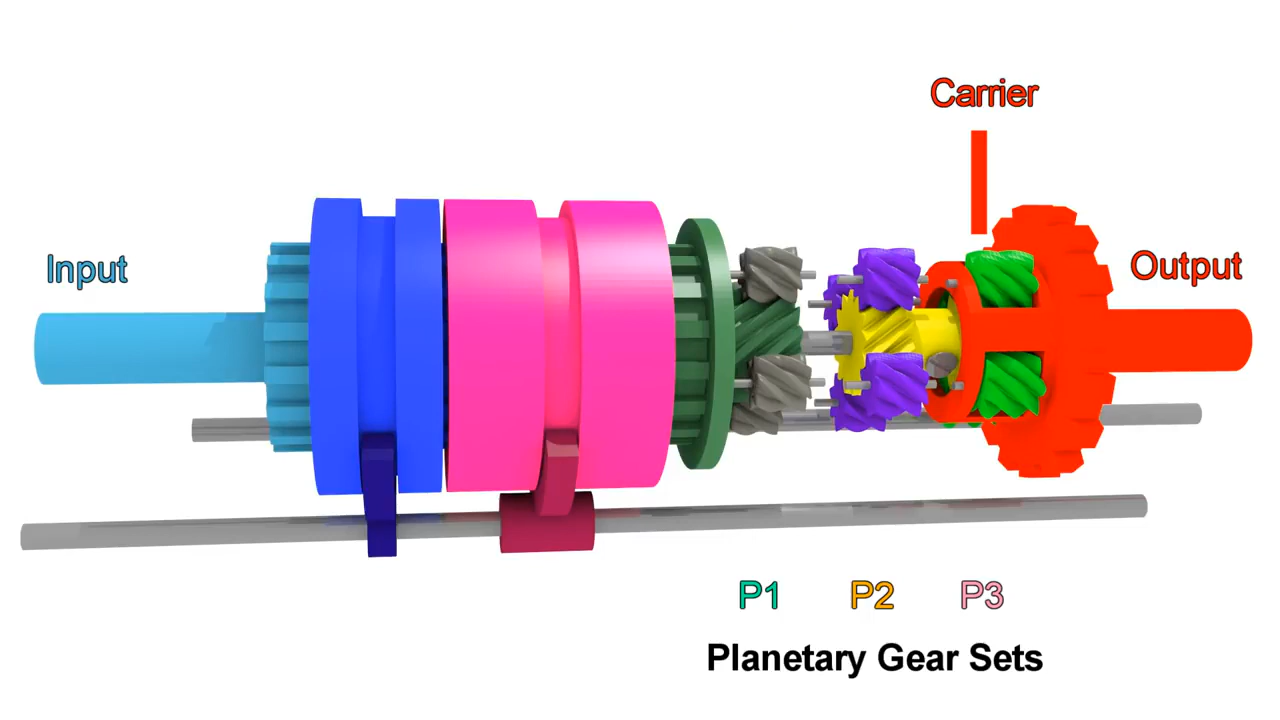 Carrier
Input
Output
P1 P2 P3
Planetary Gear Sets